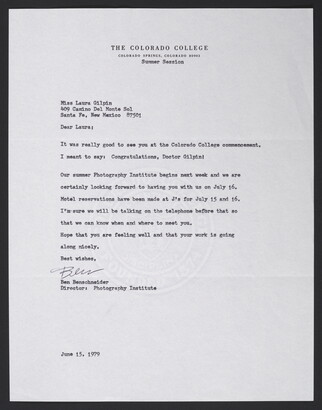 THE COLORADO COLLEGE
COLORADO SPRINGS, COLORADO 80903
Summer Session
Miss Laura Gilpin
409 Camino Del Monte Sol
Santa Fe, New Mexico 87501
Dear Laura;
It was really good to see you at the Colorado College commencement.
I meant to say: Congratulations, Doctor Gilpin!
Our summer Photography Institute begins next week and we are
certainly looking forward to having you with us on July 16.
Motel reservations have been made at J's for July 15 and 16.
I'm sure we will be talking on the telephone before that so
that we can know when and where to meet you.
Hope that you are feeling well and that your work is going
along nicely.
Best wishes,
Ben
Ben Benschneider
Director: Photography Institute
June 15, 1979